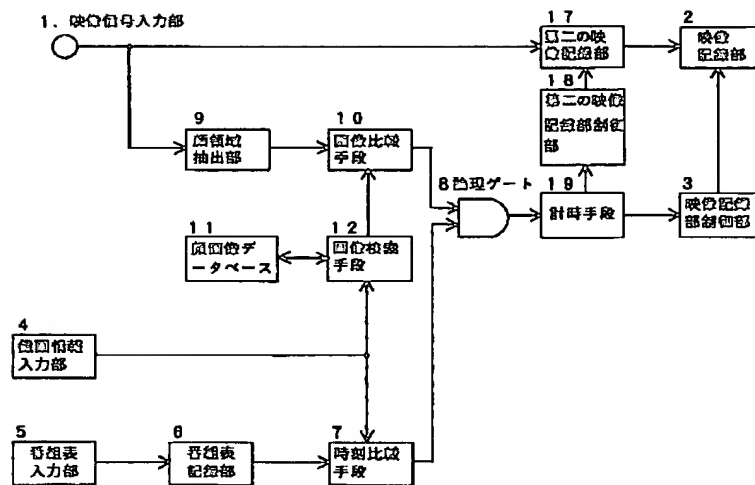 1. 映像信号入力部
17
第二の映
像記録部
2
映像
記録部
18
第二の映像
記録部制御
部
9
顔領域
抽出部
10
画像比較
手段
8 論理ゲート
19
計時手段
3
映像記録
部制御部
11
顔画像デ
ータベース
12
画像検索
手段
4
入力部
5
番組表
入力部
6
番組表
記録部
7
時刻比較
手段